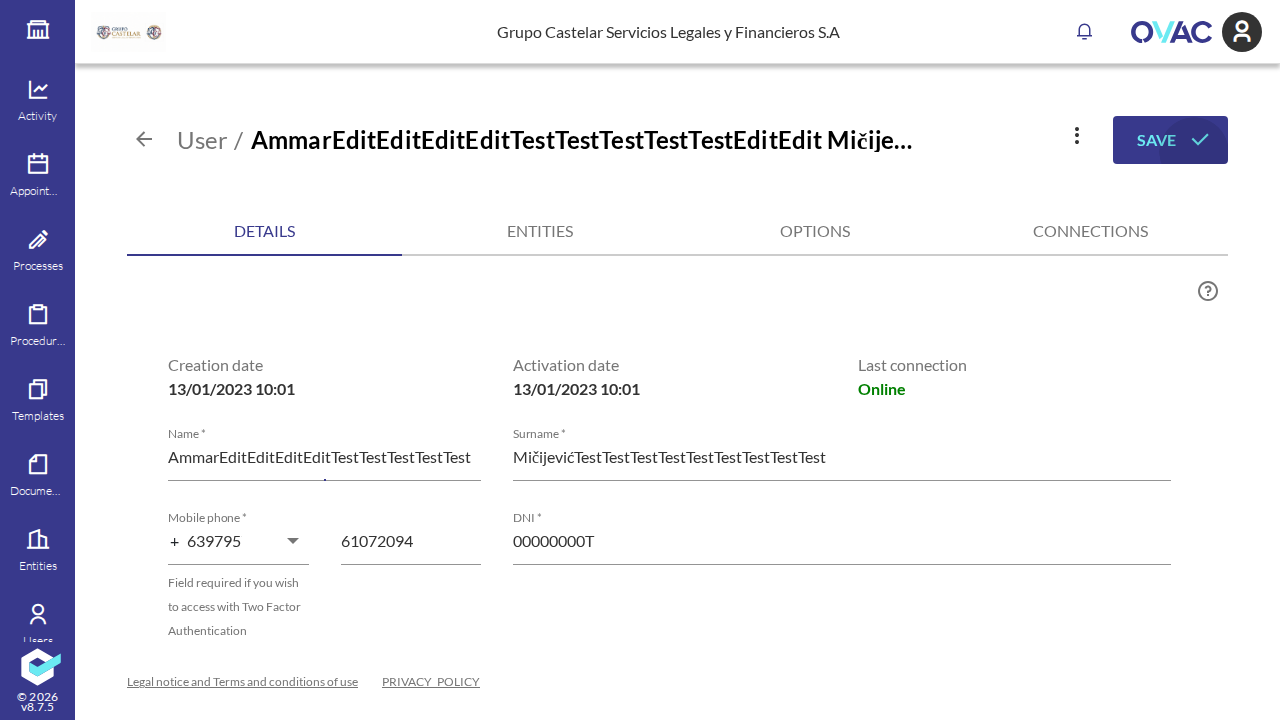 GRUPO
CASTELAR
Grupo Castelar Servicios Legales y Financieros S.A
OVAC
Activity
Appoint...
Processes
Procedur...
Templates
Docume...
Entities
Users
© 2026
v8.7.5
User / AmmarEditEditEditEditTestTestTestTestTestEditEdit Mičije...
SAVE
DETAILS
ENTITIES
OPTIONS
CONNECTIONS
Creation date
13/01/2023 10:01
Activation date
13/01/2023 10:01
Last connection
Online
Name *
AmmarEditEditEditEditTestTestTestTestTest
Surname *
MičijevićTestTestTestTestTestTestTestTestTest
Mobile phone *
+ 639795
61072094
DNI *
00000000T
Field required if you wish
to access with Two Factor
Authentication
Legal notice and Terms and conditions of use
PRIVACY_POLICY